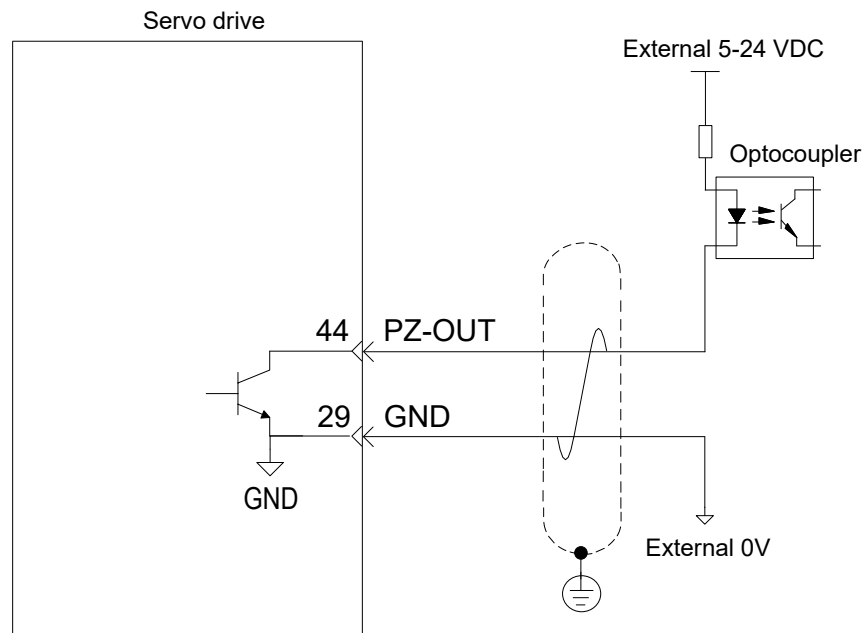 Servo drive
External 5-24 VDC
Optocoupler
44 PZ-OUT
29 GND
GND
External 0V